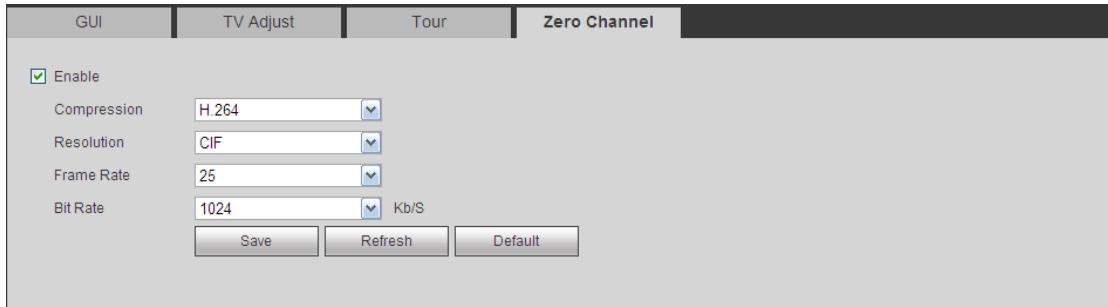 GUI TV Adjust Tour Zero Channel
Enable
Compression H.264
Resolution CIF
Frame Rate 25
Bit Rate 1024 Kb/S
Save Refresh Default